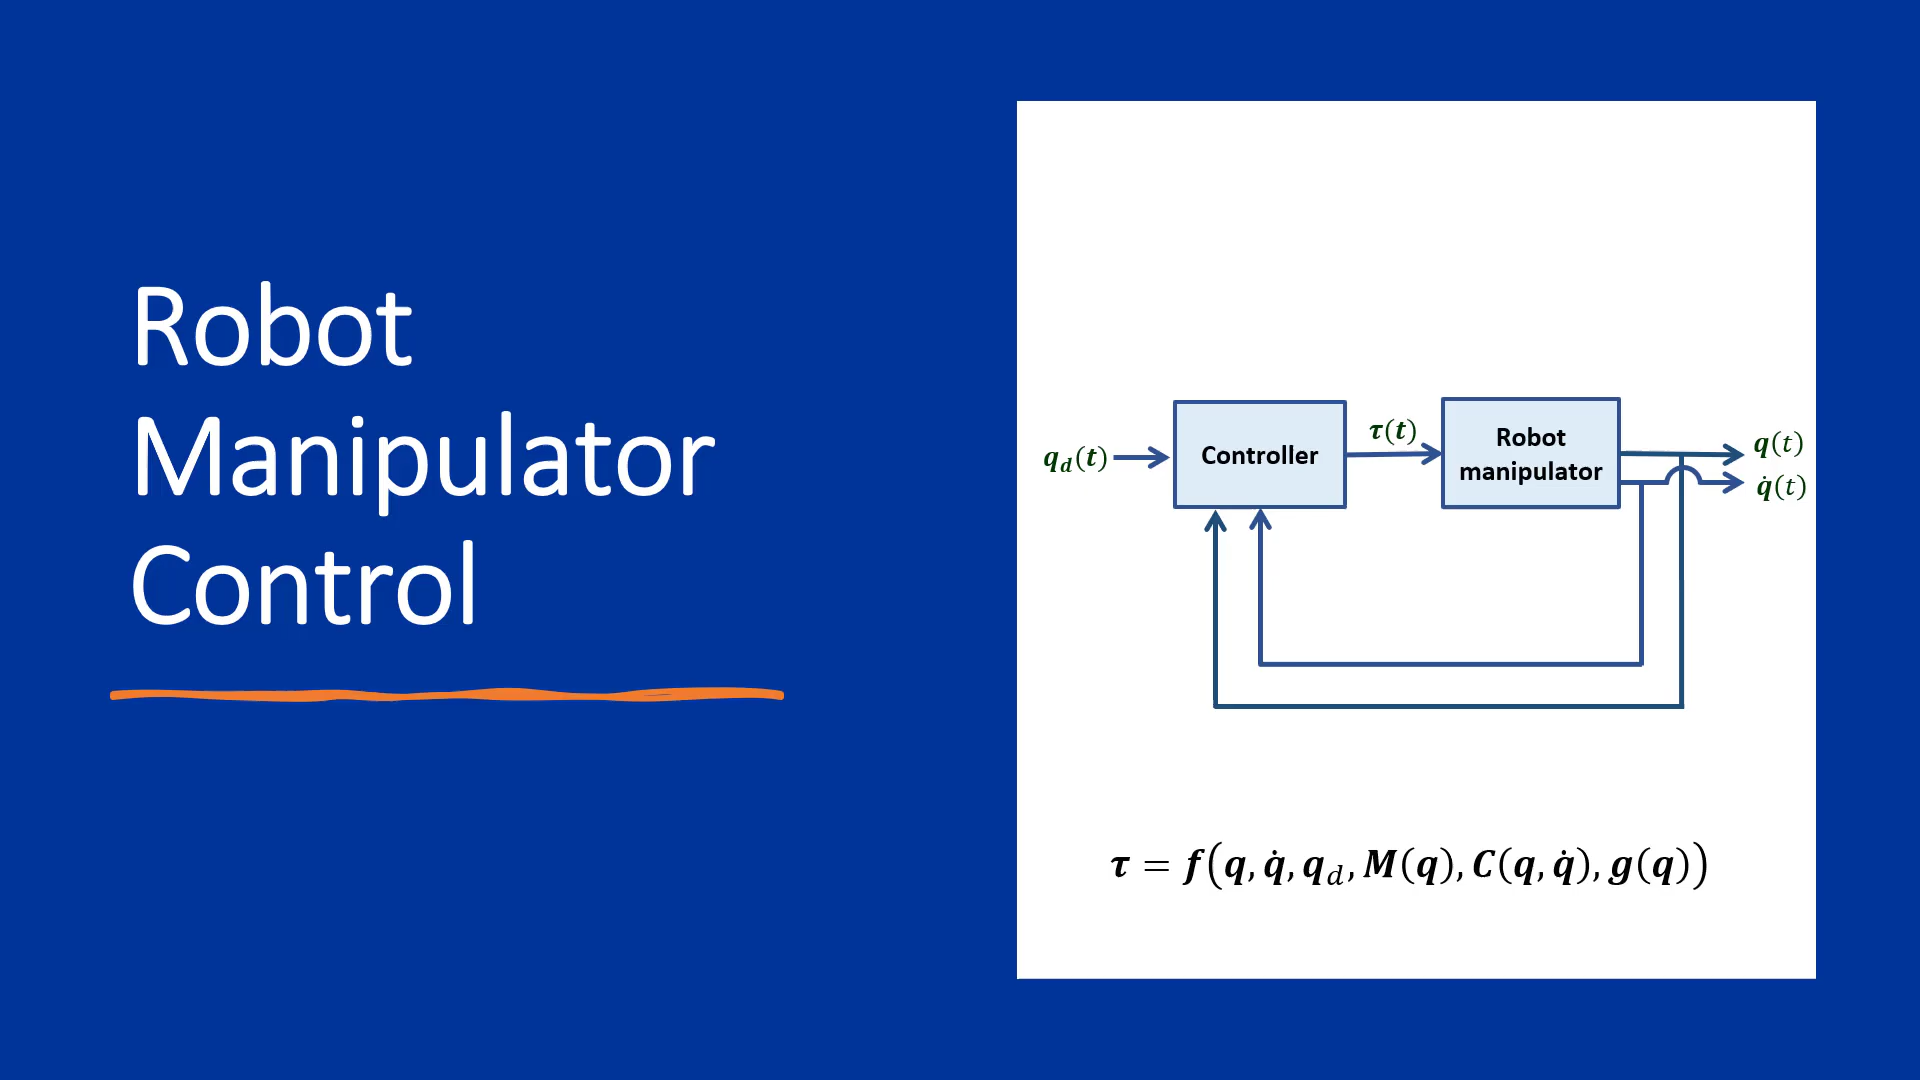 Robot
Manipulator
Control
q_d(t)
Controller
τ(t)
Robot
manipulator
q(t)
q̇(t)
τ = f(q, q̇, q_d, M(q), C(q, q̇), g(q))